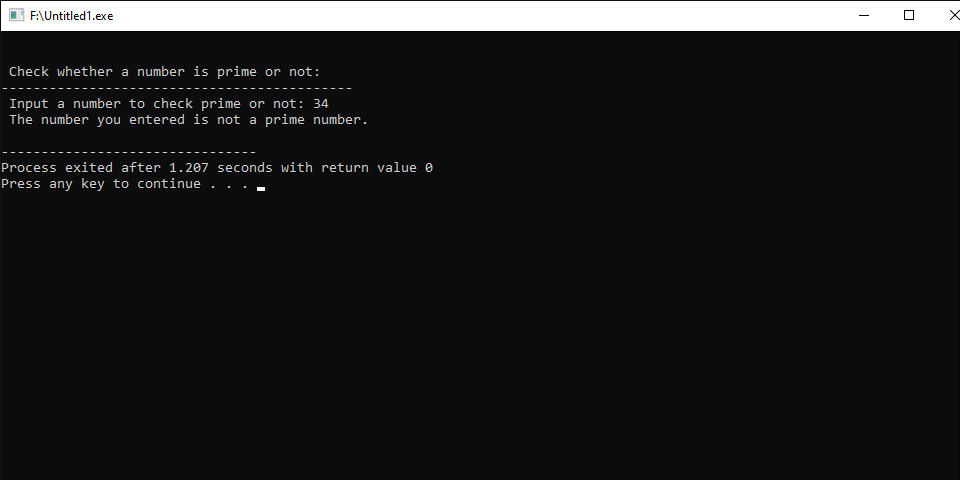 F:\Untitled1.exe
Check whether a number is prime or not:
--------------------------------------------
Input a number to check prime or not: 34
The number you entered is not a prime number.
--------------------------------
Process exited after 1.207 seconds with return value 0
Press any key to continue . . .